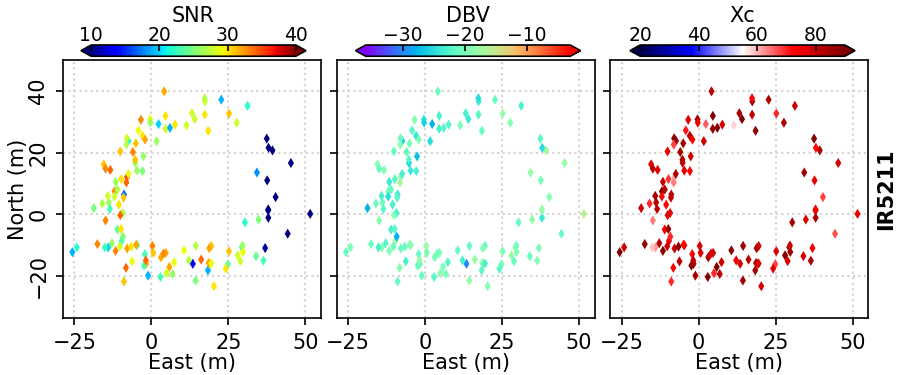 SNR DBV Xc
10 20 30 40 −30 −20 −10 20 40 60 80
40
20
0
−20
North (m)
−25 0 25 50 −25 0 25 50 −25 0 25 50
East (m) East (m) East (m)
IR5211